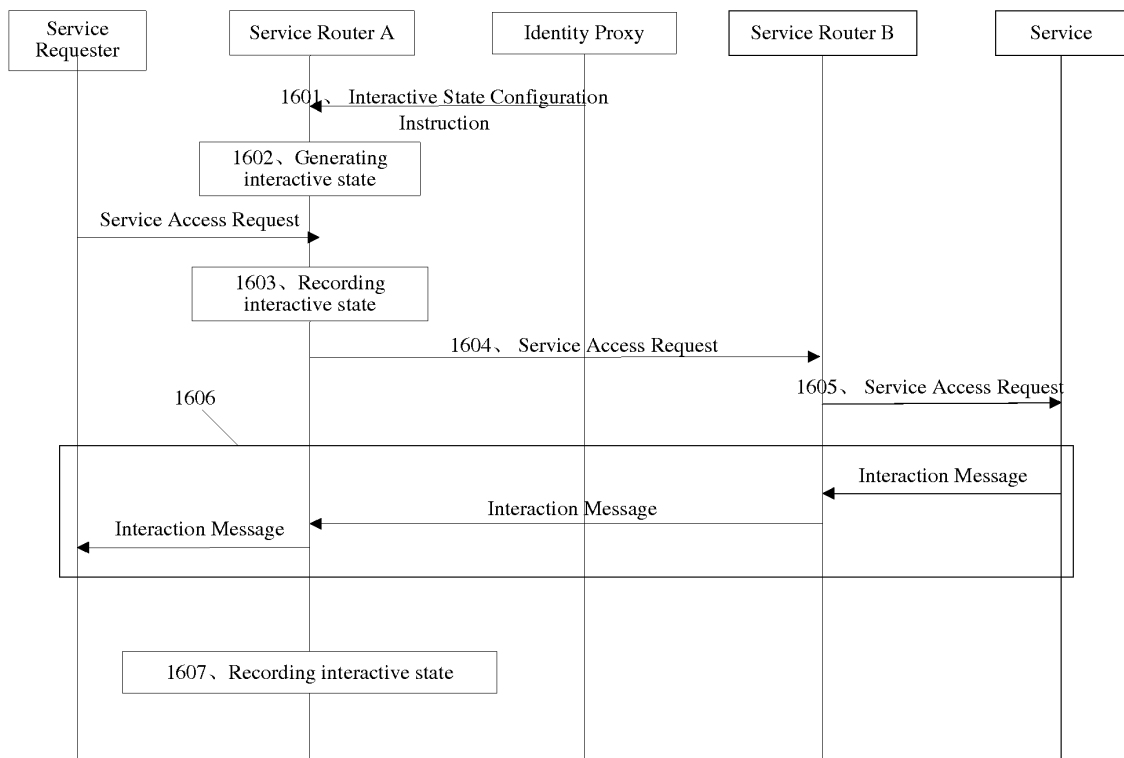 Service
Requester
Service Router A
Identity Proxy
Service Router B
Service
1601、 Interactive State Configuration
Instruction
1602、Generating
interactive state
Service Access Request
1603、Recording
interactive state
1604、 Service Access Request
1605、 Service Access Request
1606
Interaction Message
Interaction Message
Interaction Message
1607、Recording interactive state